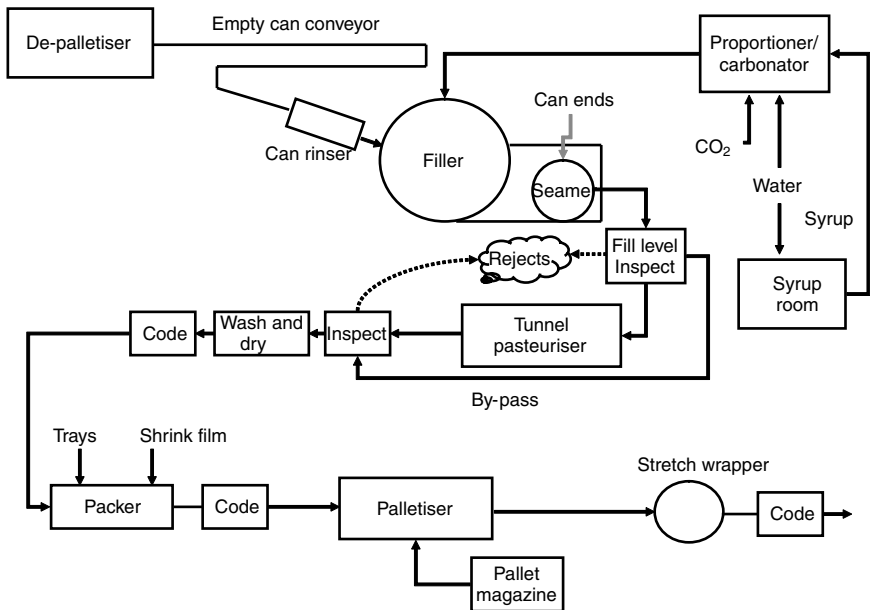 Empty can conveyor
De-palletiser
Proportioner/
carbonator
Can ends
Can rinser
Filler
CO₂
Seame
Water
Syrup
Rejects
Fill level
Inspect
Syrup
room
Code
Wash and
dry
Inspect
Tunnel
pasteuriser
By-pass
Trays
Shrink film
Stretch wrapper
Packer
Code
Palletiser
Code
Pallet
magazine